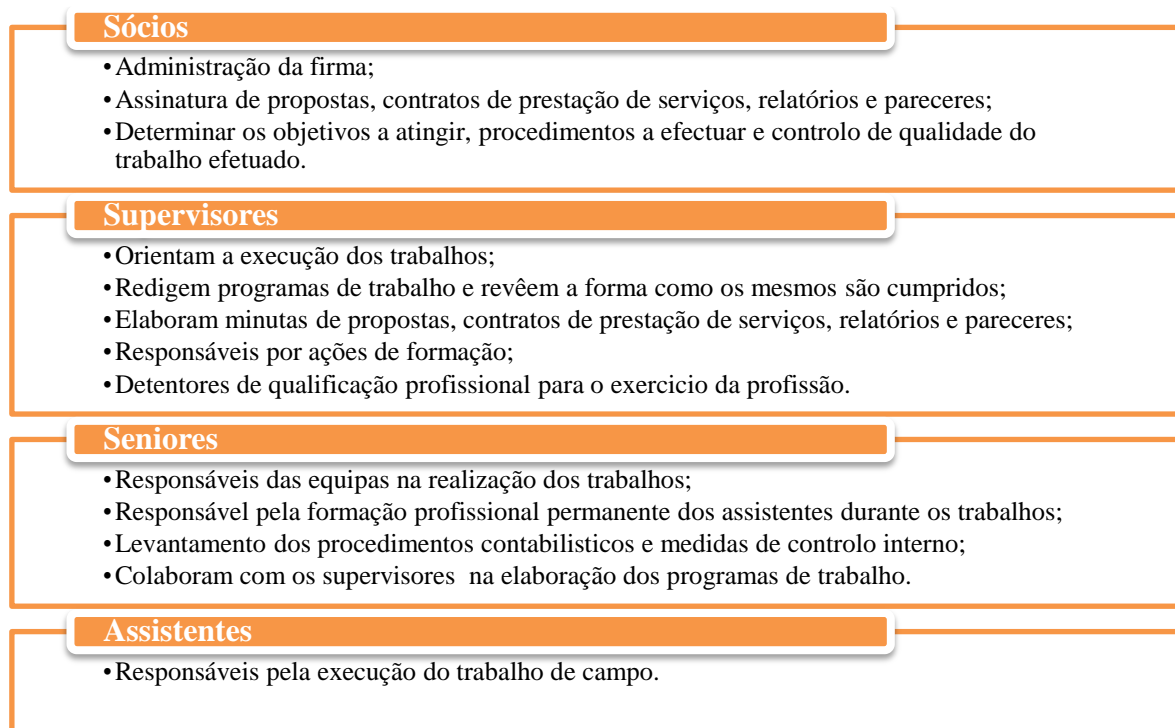 Sócios
•Administração da firma;
•Assinatura de propostas, contratos de prestação de serviços, relatórios e pareceres;
•Determinar os objetivos a atingir, procedimentos a efectuar e controlo de qualidade do
trabalho efetuado.
Supervisores
•Orientam a execução dos trabalhos;
•Redigem programas de trabalho e revêem a forma como os mesmos são cumpridos;
•Elaboram minutas de propostas, contratos de prestação de serviços, relatórios e pareceres;
•Responsáveis por ações de formação;
•Detentores de qualificação profissional para o exercicio da profissão.
Seniores
•Responsáveis das equipas na realização dos trabalhos;
•Responsável pela formação profissional permanente dos assistentes durante os trabalhos;
•Levantamento dos procedimentos contabilisticos e medidas de controlo interno;
•Colaboram com os supervisores na elaboração dos programas de trabalho.
Assistentes
•Responsáveis pela execução do trabalho de campo.